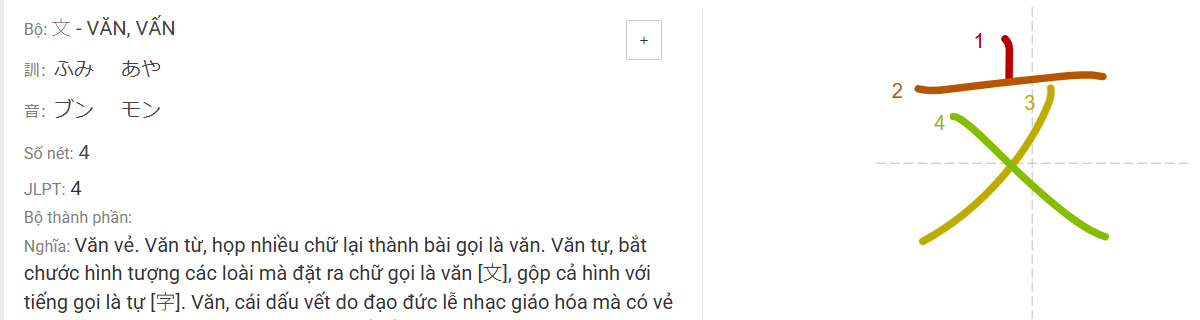 Bộ: 文 - VĂN, VẤN
+
訓: ふみ あや
音: ブン モン
Số nét: 4
JLPT: 4
Bộ thành phần:
Nghĩa: Văn vẻ. Văn từ, họp nhiều chữ lại thành bài gọi là văn. Văn tự, bắt
chước hình tượng các loài mà đặt ra chữ gọi là văn [文], gộp cả hình với
tiếng gọi là tự [字]. Văn, cái dấu vết do đạo đức lễ nhạc giáo hóa mà có vẻ
文
1
2
3
4